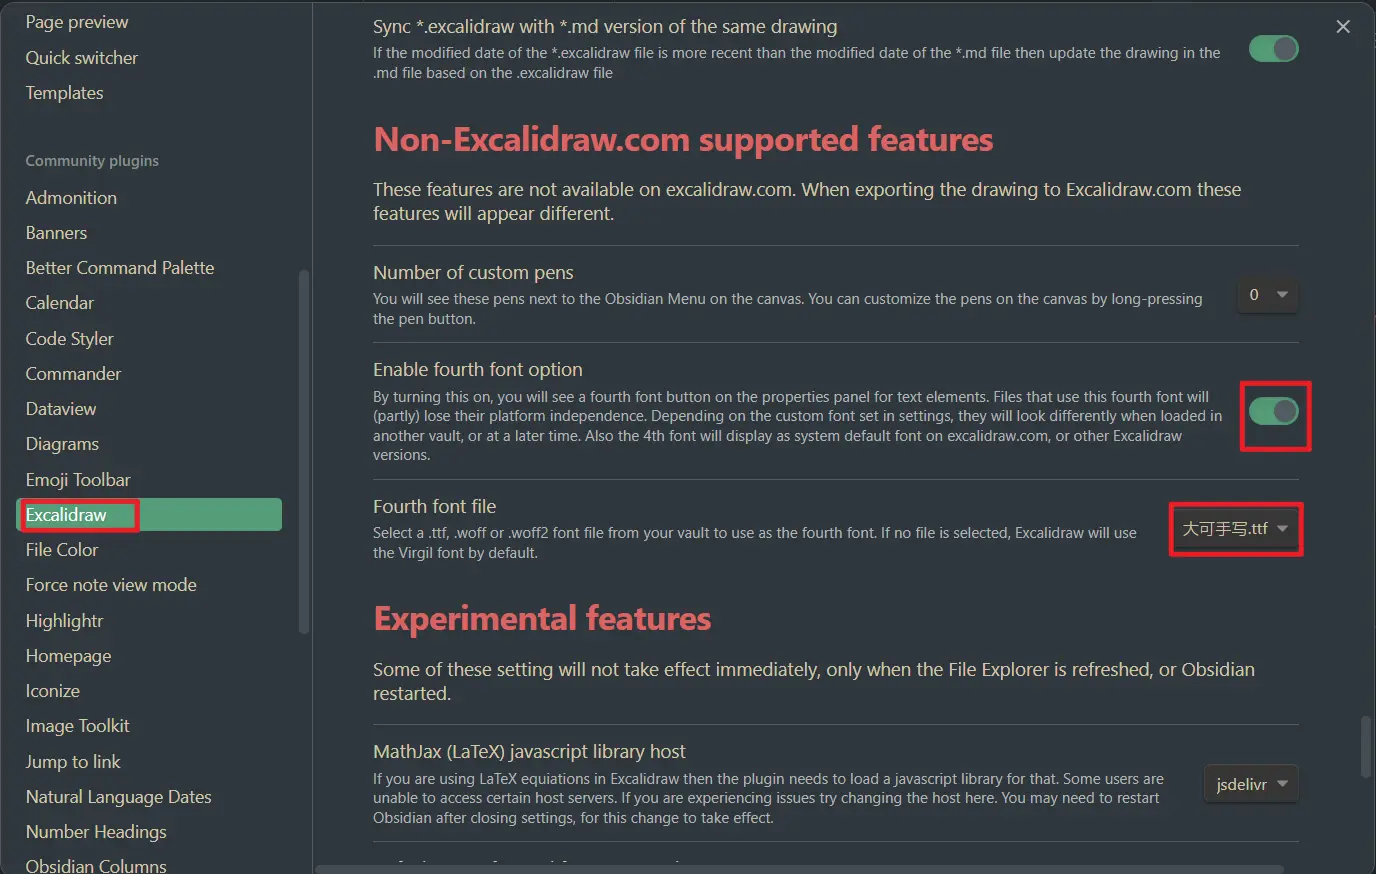 Page preview
Quick switcher
Templates
Community plugins
Admonition
Banners
Better Command Palette
Calendar
Code Styler
Commander
Dataview
Diagrams
Emoji Toolbar
Excalidraw
File Color
Force note view mode
Highlightr
Homepage
Iconize
Image Toolkit
Jump to link
Natural Language Dates
Number Headings
Obsidian Columns
Sync *.excalidraw with *.md version of the same drawing
If the modified date of the *.excalidraw file is more recent than the modified date of the *.md file then update the drawing in the
.md file based on the .excalidraw file
Non-Excalidraw.com supported features
These features are not available on excalidraw.com. When exporting the drawing to Excalidraw.com these
features will appear different.
Number of custom pens
You will see these pens next to the Obsidian Menu on the canvas. You can customize the pens on the canvas by long-pressing
the pen button.
0
Enable fourth font option
By turning this on, you will see a fourth font button on the properties panel for text elements. Files that use this fourth font will
(partly) lose their platform independence. Depending on the custom font set in settings, they will look differently when loaded in
another vault, or at a later time. Also the 4th font will display as system default font on excalidraw.com, or other Excalidraw
versions.
Fourth font file
Select a .ttf, .woff or .woff2 font file from your vault to use as the fourth font. If no file is selected, Excalidraw will use
the Virgil font by default.
大可手写.ttf
Experimental features
Some of these setting will not take effect immediately, only when the File Explorer is refreshed, or Obsidian
restarted.
MathJax (LaTeX) javascript library host
If you are using LaTeX equiations in Excalidraw then the plugin needs to load a javascript library for that. Some users are
unable to access certain host servers. If you are experiencing issues try changing the host here. You may need to restart
Obsidian after closing settings, for this change to take effect.
jsdelivr